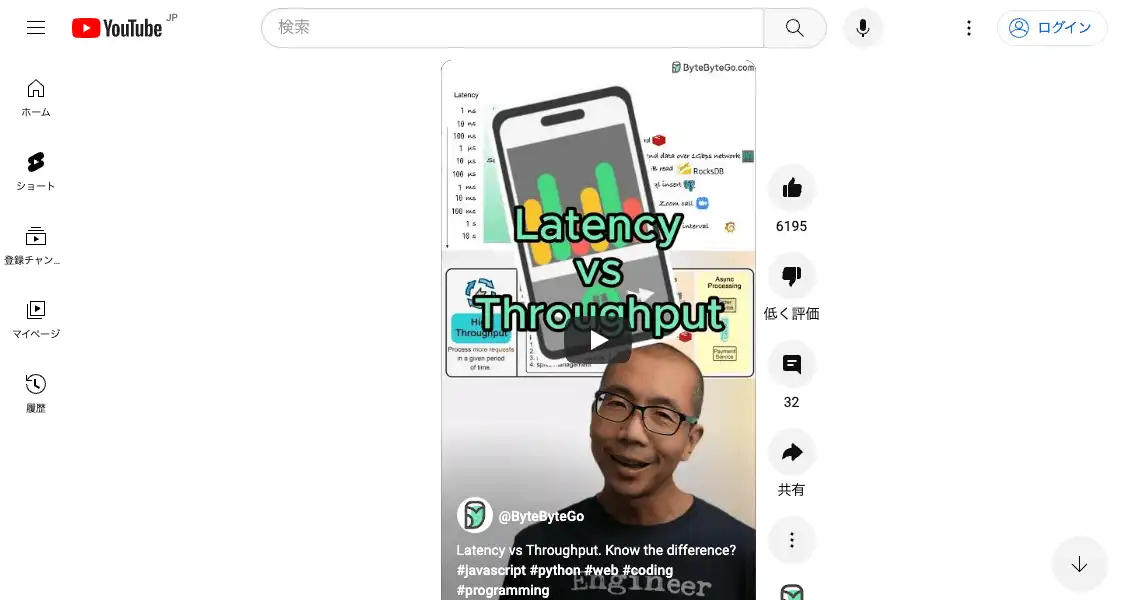 YouTube JP
検索
ログイン
ホーム
ショート
登録チャン...
マイページ
履歴
ByteByteGo.com
Latency
1 ns
10 ns
100 ns
1 μs
10 μs
100 μs
1 ms
10 ms
100 ms
1 s
10 s
data over 1Gbps network
read RocksDB
insert
Zoom call
interval
Latency
vs
Throughput
High
Throughput
Process more requests
in a given period
of time.
Async
Processing
Payment
Service
@ByteByteGo
Latency vs Throughput. Know the difference?
#javascript #python #web #coding
#programming
Engineer
6195
低く評価
32
共有